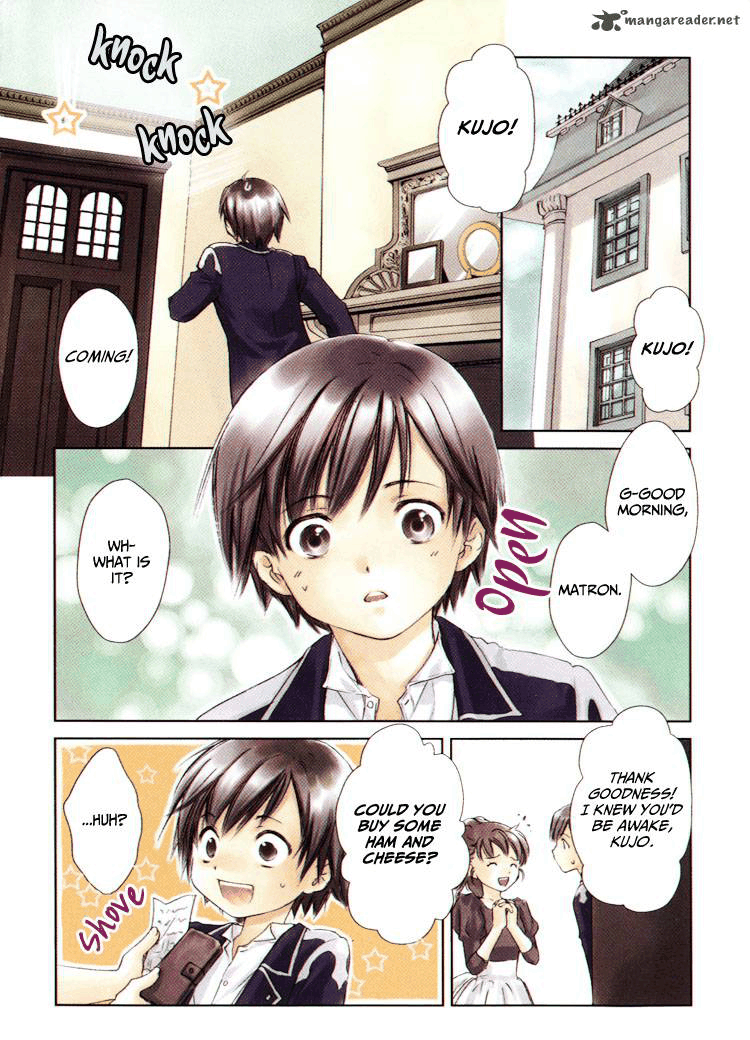 mangareader.net
KUJO!
KUJO!
knock
knock
COMING!
G-GOOD
MORNING,
MATRON.
open
WH-
WHAT IS
IT?
THANK
GOODNESS!
I KNEW YOU'D
BE AWAKE,
KUJO.
COULD YOU
BUY SOME
HAM AND
CHEESE?
...HUH?
shove